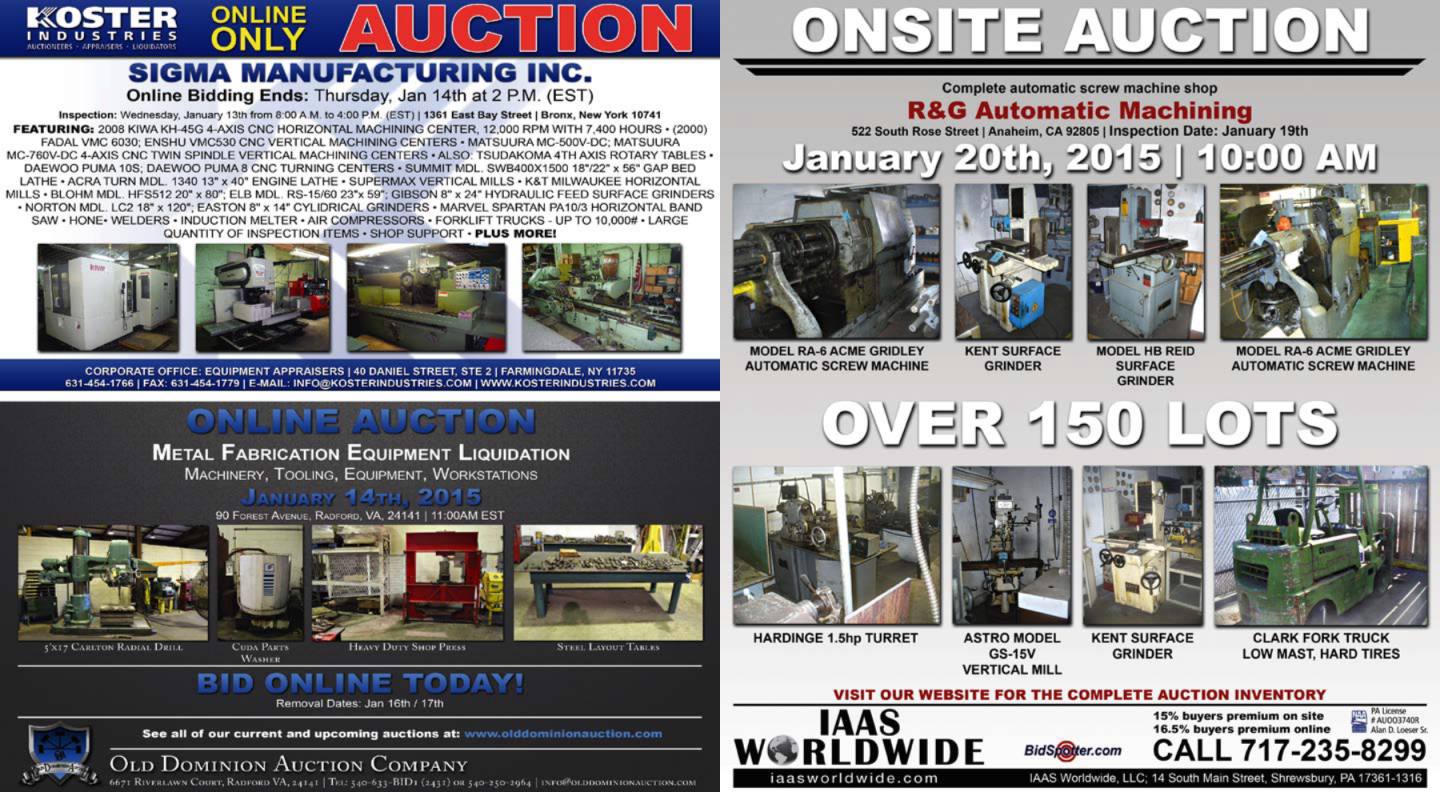 KOSTER
INDUSTRIES
AUCTIONEERS • APPRAISERS • LIQUIDATORS
ONLINE
ONLY
AUCTION
SIGMA MANUFACTURING INC.
Online Bidding Ends: Thursday, Jan 14th at 2 P.M. (EST)
Inspection: Wednesday, January 13th from 8:00 A.M. to 4:00 P.M. (EST) | 1361 East Bay Street | Bronx, New York 10741
FEATURING: 2008 KIWA KH-45G 4-AXIS CNC HORIZONTAL MACHINING CENTER, 12,000 RPM WITH 7,400 HOURS • (2000)
FADAL VMC 6030; ENSHU VMC530 CNC VERTICAL MACHINING CENTERS • MATSUURA MC-500V-DC; MATSUURA
MC-760V-DC 4-AXIS CNC TWIN SPINDLE VERTICAL MACHINING CENTERS • ALSO: TSUDAKOMA 4TH AXIS ROTARY TABLES •
DAEWOO PUMA 10S; DAEWOO PUMA 8 CNC TURNING CENTERS • SUMMIT MDL. SWB400X1500 18"/22" x 56" GAP BED
LATHE • ACRA TURN MDL. 1340 13" x 40" ENGINE LATHE • SUPERMAX VERTICAL MILLS • K&T MILWAUKEE HORIZONTAL
MILLS • BLOHM MDL. HFS512 20" x 80"; ELB MDL. RS-15/60 23"x 59"; GIBSON 8" x 24" HYDRAULIC FEED SURFACE GRINDERS
• NORTON MDL. LC2 18" x 120"; EASTON 8" x 14" CYLIDRICAL GRINDERS • MARVEL SPARTAN PA10/3 HORIZONTAL BAND
SAW • HONE• WELDERS • INDUCTION MELTER • AIR COMPRESSORS • FORKLIFT TRUCKS - UP TO 10,000# • LARGE
QUANTITY OF INSPECTION ITEMS • SHOP SUPPORT • PLUS MORE!
CORPORATE OFFICE: EQUIPMENT APPRAISERS | 40 DANIEL STREET, STE 2 | FARMINGDALE, NY 11735
631-454-1766 | FAX: 631-454-1779 | E-MAIL: INFO@KOSTERINDUSTRIES.COM | WWW.KOSTERINDUSTRIES.COM
ONLINE AUCTION
METAL FABRICATION EQUIPMENT LIQUIDATION
MACHINERY, TOOLING, EQUIPMENT, WORKSTATIONS
JANUARY 14TH, 2015
90 FOREST AVENUE, RADFORD, VA, 24141 | 11:00AM EST
5'X17 CARLTON RADIAL DRILL
CUDA PARTS
WASHER
HEAVY DUTY SHOP PRESS
STEEL LAYOUT TABLES
BID ONLINE TODAY!
Removal Dates: Jan 16th / 17th
See all of our current and upcoming auctions at: www.olddominionauction.com
OLD DOMINION AUCTION COMPANY
6671 RIVERLAWN COURT, RADFORD VA, 24141 | TEL: 540-633-BID1 (2431) OR 540-250-2964 | INFO@OLDDOMINIONAUCTION.COM
ONSITE AUCTION
Complete automatic screw machine shop
R&G Automatic Machining
522 South Rose Street | Anaheim, CA 92805 | Inspection Date: January 19th
January 20th, 2015 | 10:00 AM
MODEL RA-6 ACME GRIDLEY
AUTOMATIC SCREW MACHINE
KENT SURFACE
GRINDER
MODEL HB REID
SURFACE
GRINDER
MODEL RA-6 ACME GRIDLEY
AUTOMATIC SCREW MACHINE
OVER 150 LOTS
HARDINGE 1.5hp TURRET
ASTRO MODEL
GS-15V
VERTICAL MILL
KENT SURFACE
GRINDER
CLARK FORK TRUCK
LOW MAST, HARD TIRES
VISIT OUR WEBSITE FOR THE COMPLETE AUCTION INVENTORY
IAAS
WORLDWIDE
iaasworldwide.com
BidSpotter.com
15% buyers premium on site
16.5% buyers premium online
PA License
# AUOO3740R
Alan D. Loeser Sr.
CALL 717-235-8299
IAAS Worldwide, LLC; 14 South Main Street, Shrewsbury, PA 17361-1316